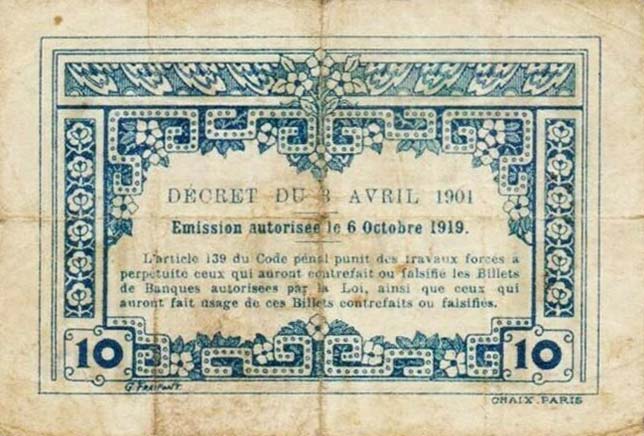 DÉCRET DU 3 AVRIL 1901
Emission autorisée le 6 Octobre 1919.
L'article 139 du Code pénal punit des travaux forcés à
perpétuité ceux qui auront contrefait ou falsifié les Billets
de Banques autorisées par la Loi, ainsi que ceux qui
auront fait usage de ces Billets contrefaits ou falsifiés.
10 10
G. FRAIPONT.
CHAIX.PARIS